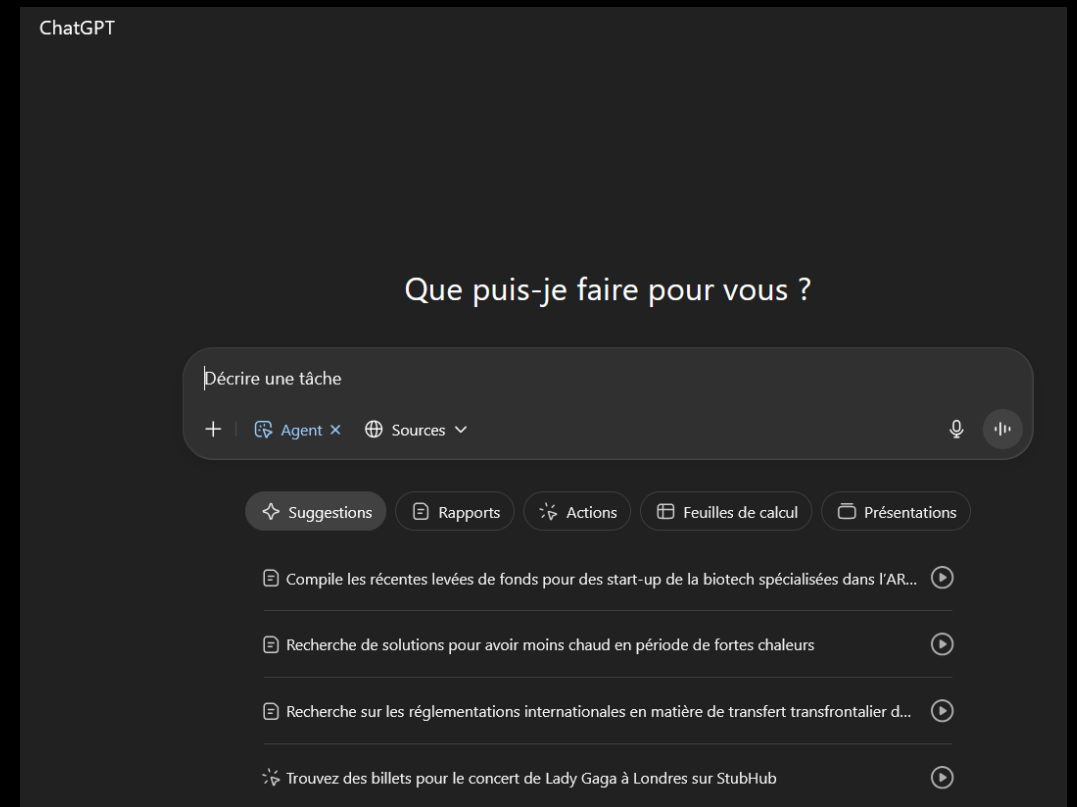 ChatGPT
Que puis-je faire pour vous ?
Décrire une tâche
Agent
Sources
Suggestions
Rapports
Actions
Feuilles de calcul
Présentations
Compile les récentes levées de fonds pour des start-up de la biotech spécialisées dans l’AR...
Recherche de solutions pour avoir moins chaud en période de fortes chaleurs
Recherche sur les réglementations internationales en matière de transfert transfrontalier d...
Trouvez des billets pour le concert de Lady Gaga à Londres sur StubHub